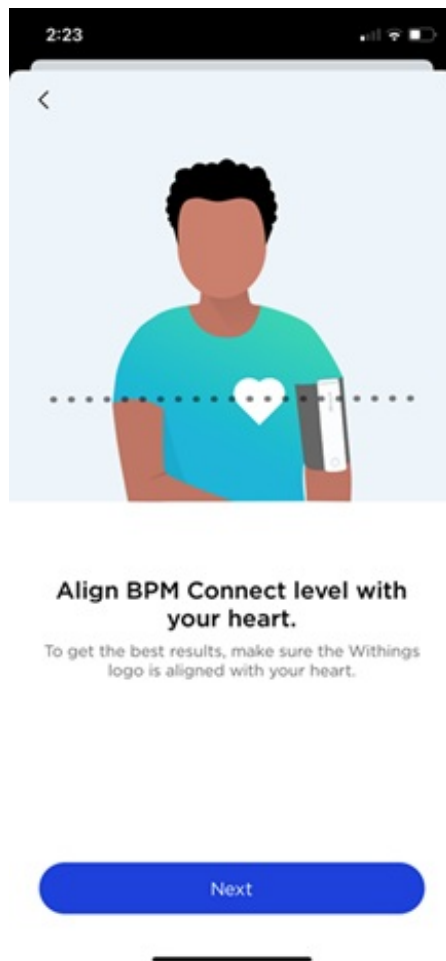 2:23
Align BPM Connect level with
your heart.
To get the best results, make sure the Withings
logo is aligned with your heart.
Next